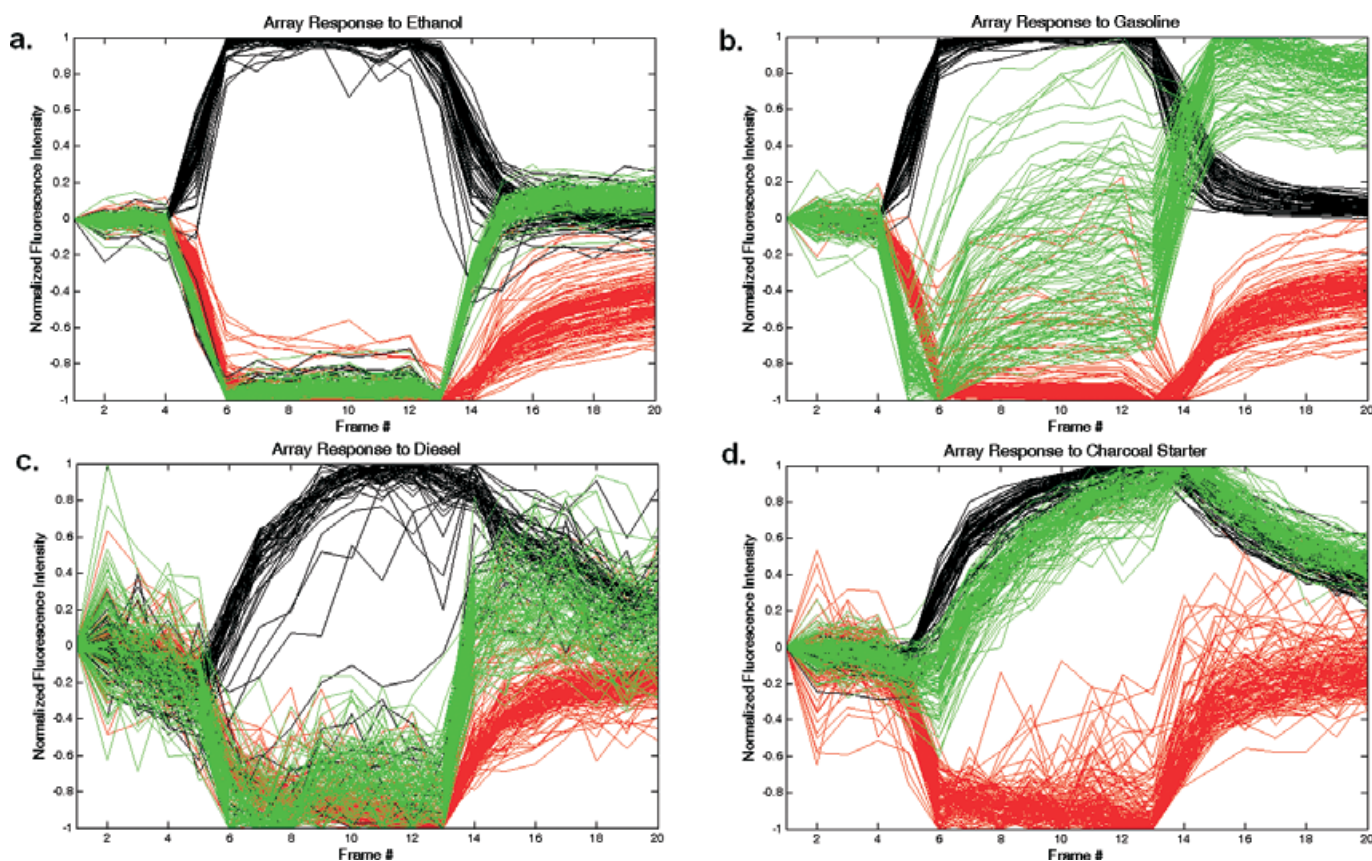 a.
Array Response to Ethanol
Normalized Fluorescence Intensity
1
0.8
0.6
0.4
0.2
0
-0.2
-0.4
-0.6
-0.8
-1
2 4 6 8 10 12 14 16 18 20
Frame #
b.
Array Response to Gasoline
Normalized Fluorescence Intensity
1
0.8
0.6
0.4
0.2
0
-0.2
-0.4
-0.6
-0.8
-1
2 4 6 8 10 12 14 16 18 20
Frame #
c.
Array Response to Diesel
Normalized Fluorescence Intensity
1
0.8
0.6
0.4
0.2
0
-0.2
-0.4
-0.6
-0.8
-1
2 4 6 8 10 12 14 16 18 20
Frame #
d.
Array Response to Charcoal Starter
Normalized Fluorescence Intensity
1
0.8
0.6
0.4
0.2
0
-0.2
-0.4
-0.6
-0.8
-1
2 4 6 8 10 12 14 16 18 20
Frame #